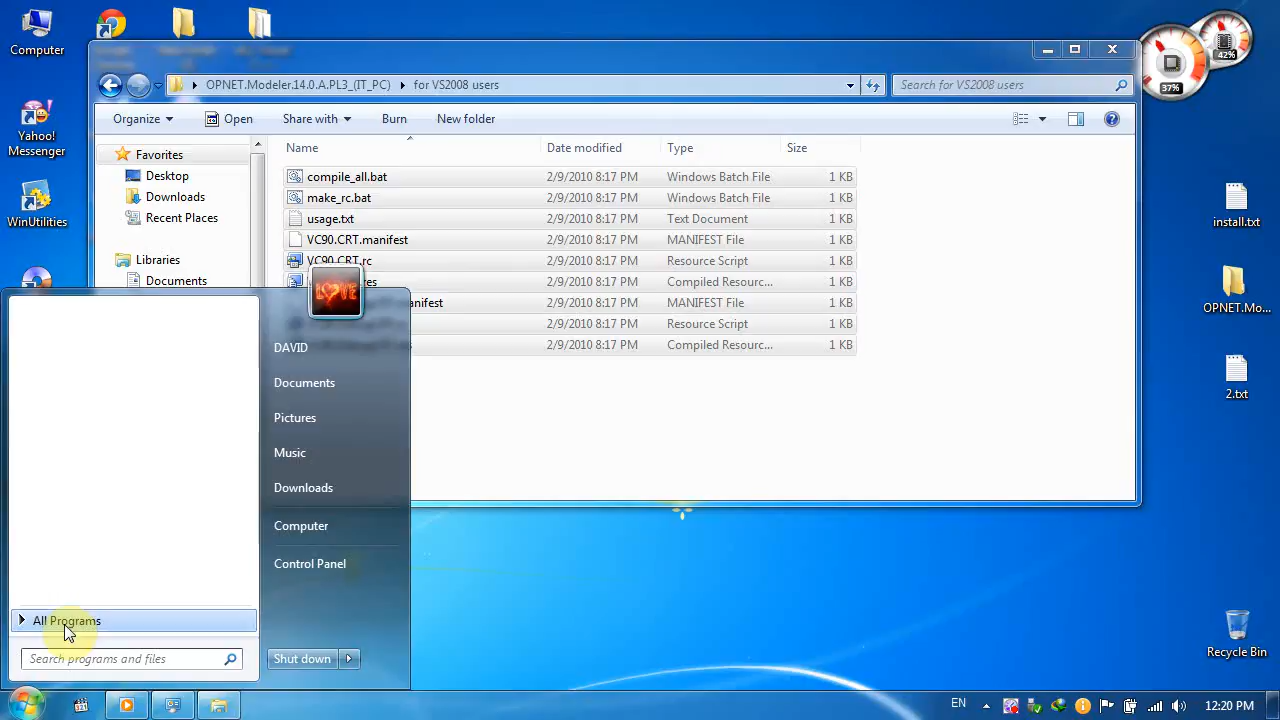 Computer
Yahoo!
Messenger
WinUtilities
OPNET.Modeler.14.0.A.PL3_(IT_PC)
for VS2008 users
Search for VS2008 users
37%
42%
Organize
Open
Share with
Burn
New folder
Favorites
Desktop
Downloads
Recent Places
Libraries
Documents
Name
Date modified
Type
Size
compile_all.bat 2/9/2010 8:17 PM Windows Batch File 1 KB
make_rc.bat 2/9/2010 8:17 PM Windows Batch File 1 KB
usage.txt 2/9/2010 8:17 PM Text Document 1 KB
VC90.CRT.manifest 2/9/2010 8:17 PM MANIFEST File 1 KB
VC90.CRT.rc 2/9/2010 8:17 PM Resource Script 1 KB
2/9/2010 8:17 PM Compiled Resourc... 1 KB
2/9/2010 8:17 PM MANIFEST File 1 KB
2/9/2010 8:17 PM Resource Script 1 KB
2/9/2010 8:17 PM Compiled Resourc... 1 KB
LOVE
DAVID
Documents
Pictures
Music
Downloads
Computer
Control Panel
All Programs
Search programs and files
Shut down
install.txt
OPNET.Mo...
2.txt
Recycle Bin
EN
12:20 PM